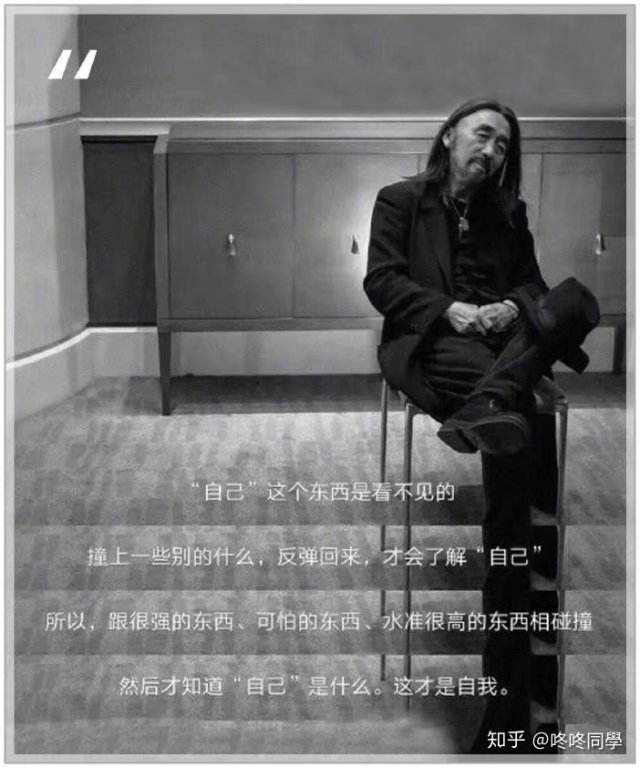 “自己”这个东西是看不见的
撞上一些别的什么，反弹回来，才会了解“自己”
所以，跟很强的东西、可怕的东西、水准很高的东西相碰撞
然后才知道“自己”是什么。这才是自我。
知乎 @咚咚同學